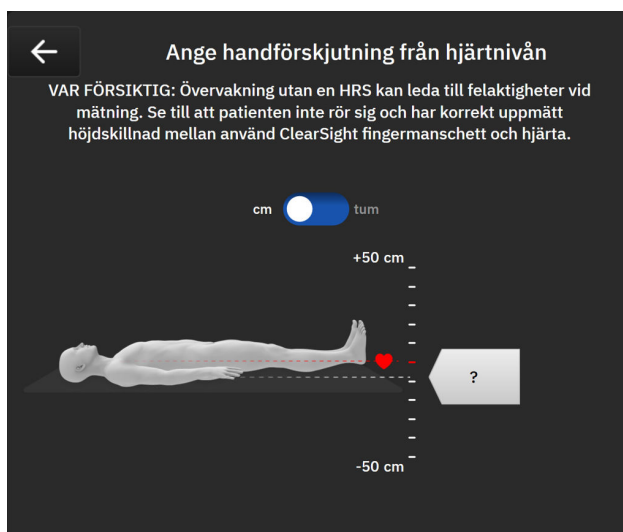 Ange handförskjutning från hjärtnivån
VAR FÖRSIKTIG: Övervakning utan en HRS kan leda till felaktigheter vid
mätning. Se till att patienten inte rör sig och har korrekt uppmätt
höjdskillnad mellan använd ClearSight fingermanschett och hjärta.
cm tum
+50 cm
?
-50 cm